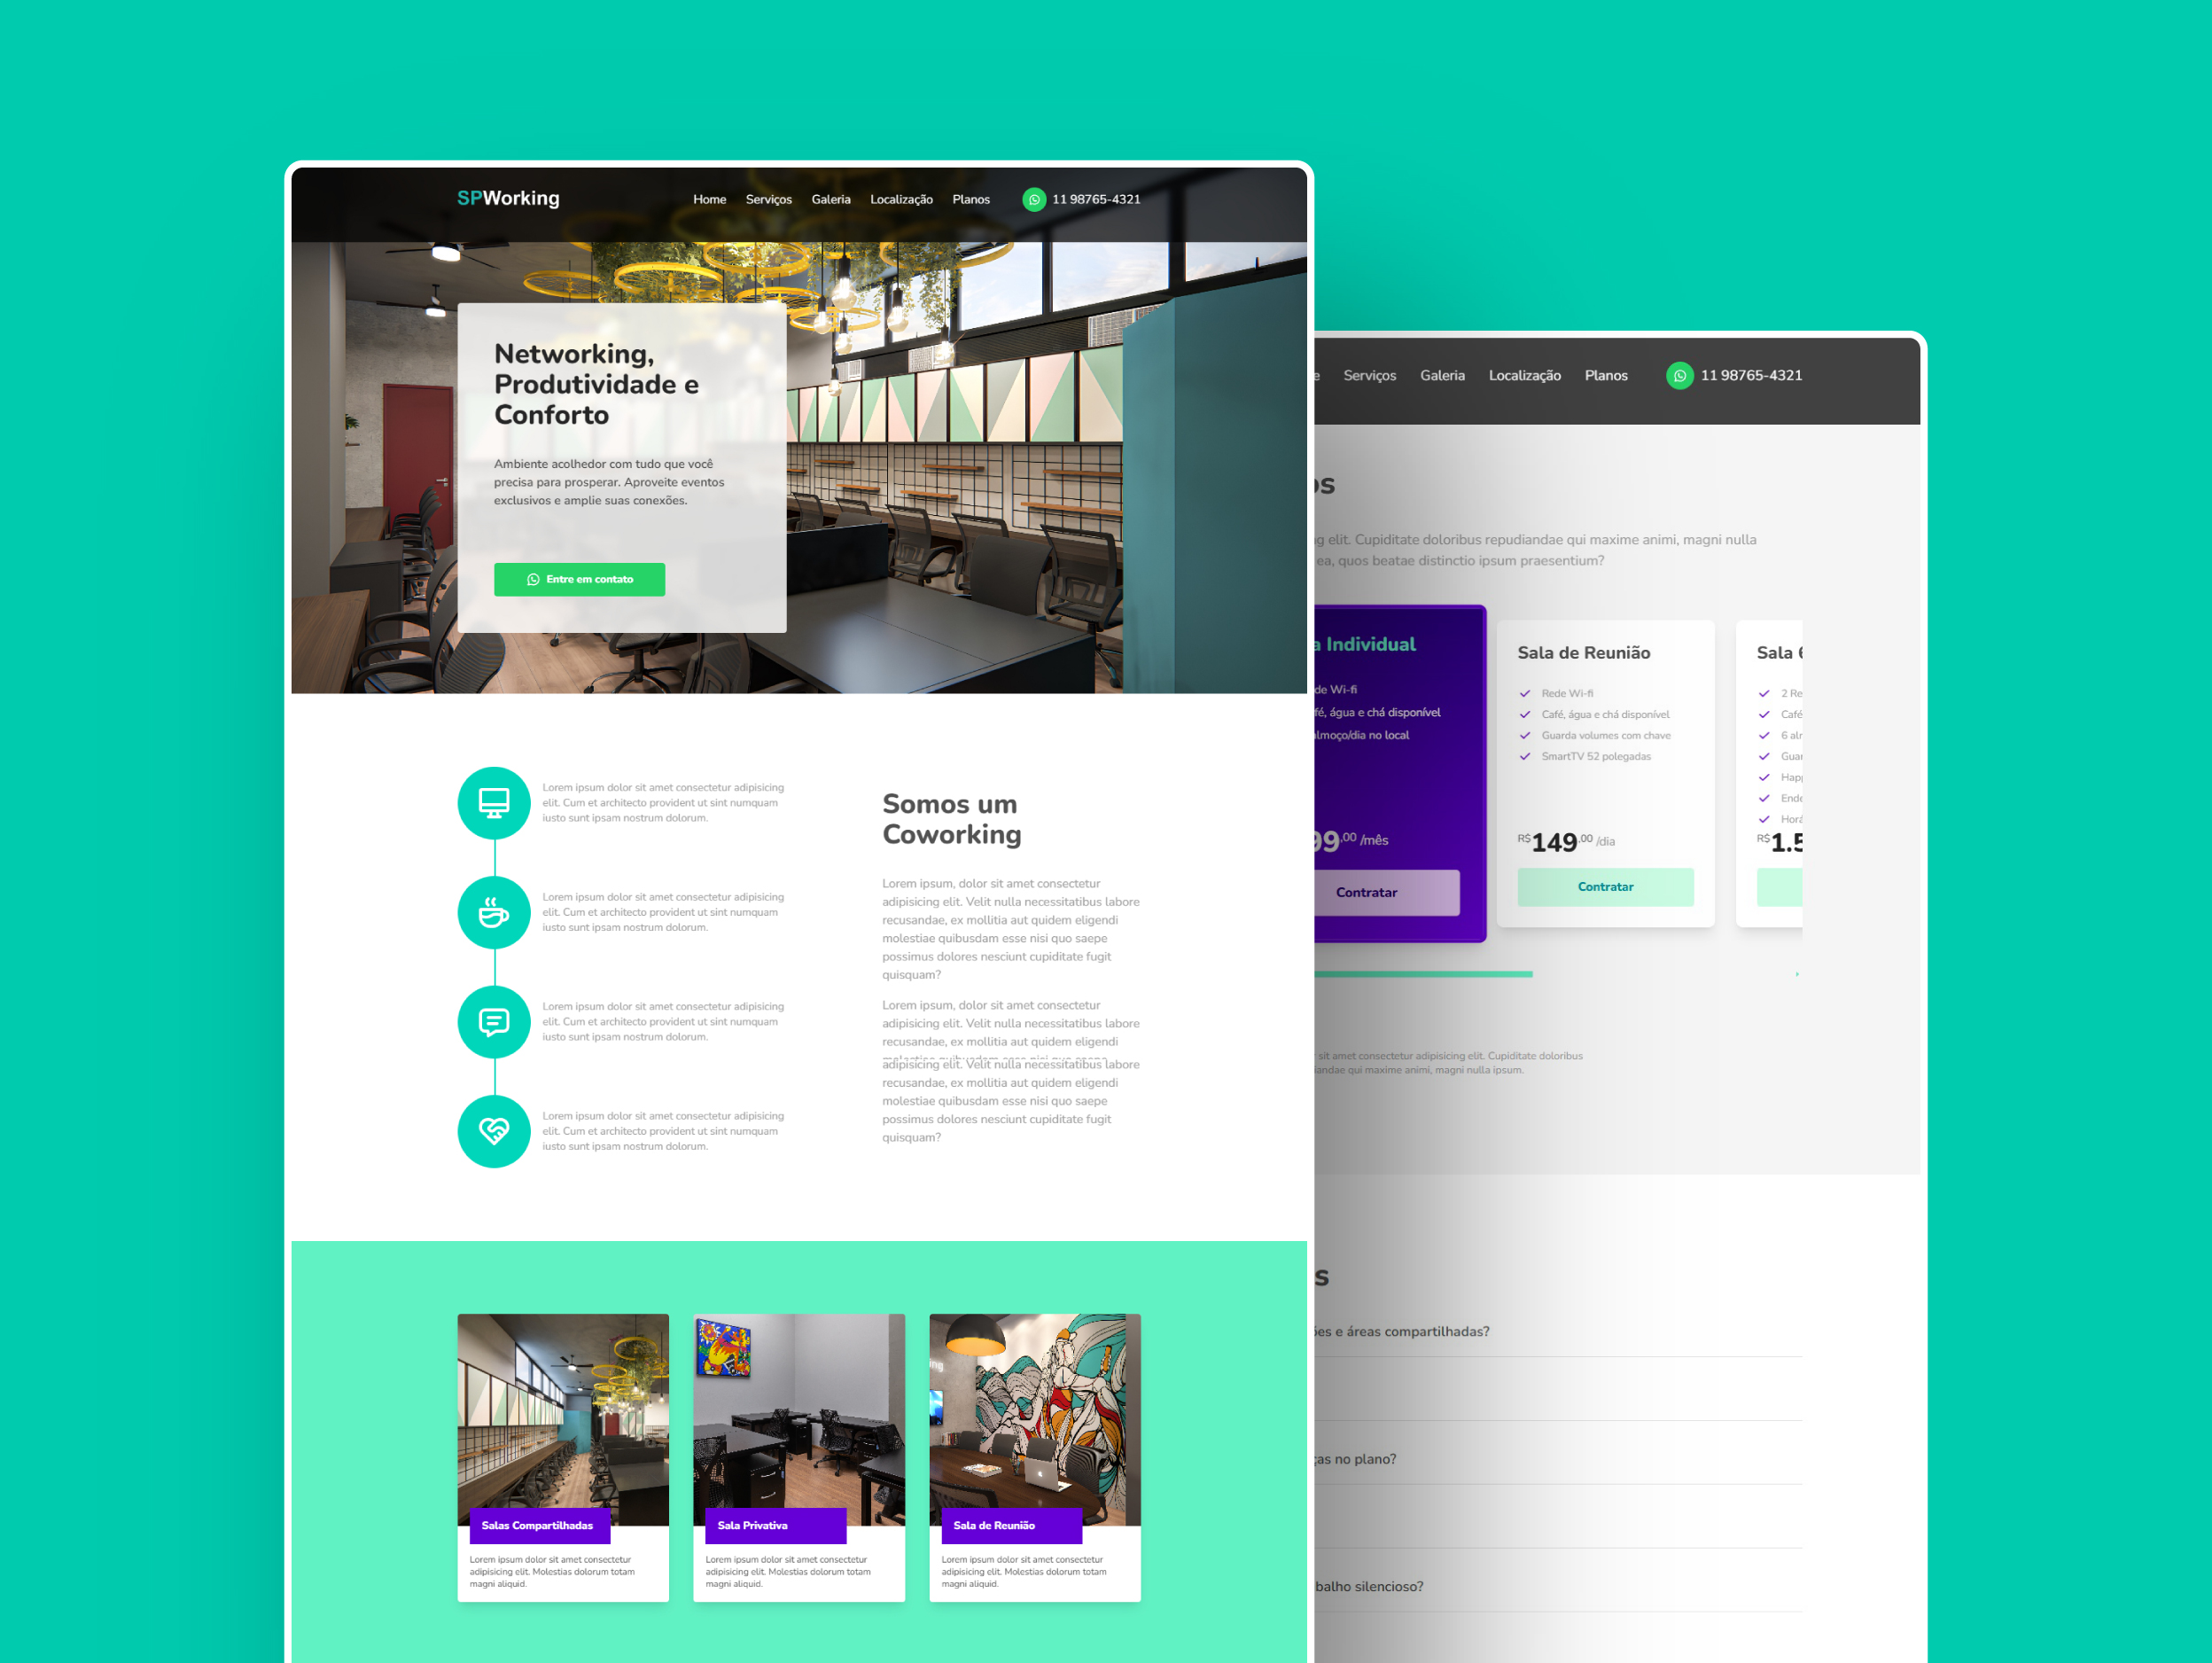 SPWorking
Home Serviços Galeria Localização Planos 11 98765-4321
Networking,
Produtividade e
Conforto
Ambiente acolhedor com tudo que você
precisa para prosperar. Aproveite eventos
exclusivos e amplie suas conexões.
Entre em contato
Lorem ipsum dolor sit amet consectetur adipisicing
elit. Cum et architecto provident ut sint numquam
iusto sunt ipsam nostrum dolorum.
Lorem ipsum dolor sit amet consectetur adipisicing
elit. Cum et architecto provident ut sint numquam
iusto sunt ipsam nostrum dolorum.
Lorem ipsum dolor sit amet consectetur adipisicing
elit. Cum et architecto provident ut sint numquam
iusto sunt ipsam nostrum dolorum.
Lorem ipsum dolor sit amet consectetur adipisicing
elit. Cum et architecto provident ut sint numquam
iusto sunt ipsam nostrum dolorum.
Somos um
Coworking
Lorem ipsum, dolor sit amet consectetur
adipisicing elit. Velit nulla necessitatibus labore
recusandae, ex mollitia aut quidem eligendi
molestiae quibusdam esse nisi quo saepe
possimus dolores nesciunt cupiditate fugit
quisquam?
Lorem ipsum, dolor sit amet consectetur
adipisicing elit. Velit nulla necessitatibus labore
recusandae, ex mollitia aut quidem eligendi
adipisicing elit. Velit nulla necessitatibus labore
recusandae, ex mollitia aut quidem eligendi
molestiae quibusdam esse nisi quo saepe
possimus dolores nesciunt cupiditate fugit
quisquam?
Salas Compartilhadas
Lorem ipsum dolor sit amet consectetur
adipisicing elit. Molestias dolorum totam
magni aliquid.
Sala Privativa
Lorem ipsum dolor sit amet consectetur
adipisicing elit. Molestias dolorum totam
magni aliquid.
Sala de Reunião
Lorem ipsum dolor sit amet consectetur
adipisicing elit. Molestias dolorum totam
magni aliquid.
e Serviços Galeria Localização Planos 11 98765-4321
os
g elit. Cupiditate doloribus repudiandae qui maxime animi, magni nulla
ea, quos beatae distinctio ipsum praesentium?
a Individual
de Wi-fi
fé, água e chá disponível
lmoço/dia no local
99,00 /mês
Contratar
Sala de Reunião
Rede Wi-fi
Café, água e chá disponível
Guarda volumes com chave
SmartTV 52 polegadas
R$149,00 /dia
Contratar
Sala 6
2 Re
Café
6 alm
Guar
Happ
Ende
Horá
R$1.5
sit amet consectetur adipisicing elit. Cupiditate doloribus
iandae qui maxime animi, magni nulla ipsum.
s
ões e áreas compartilhadas?
ças no plano?
balho silencioso?